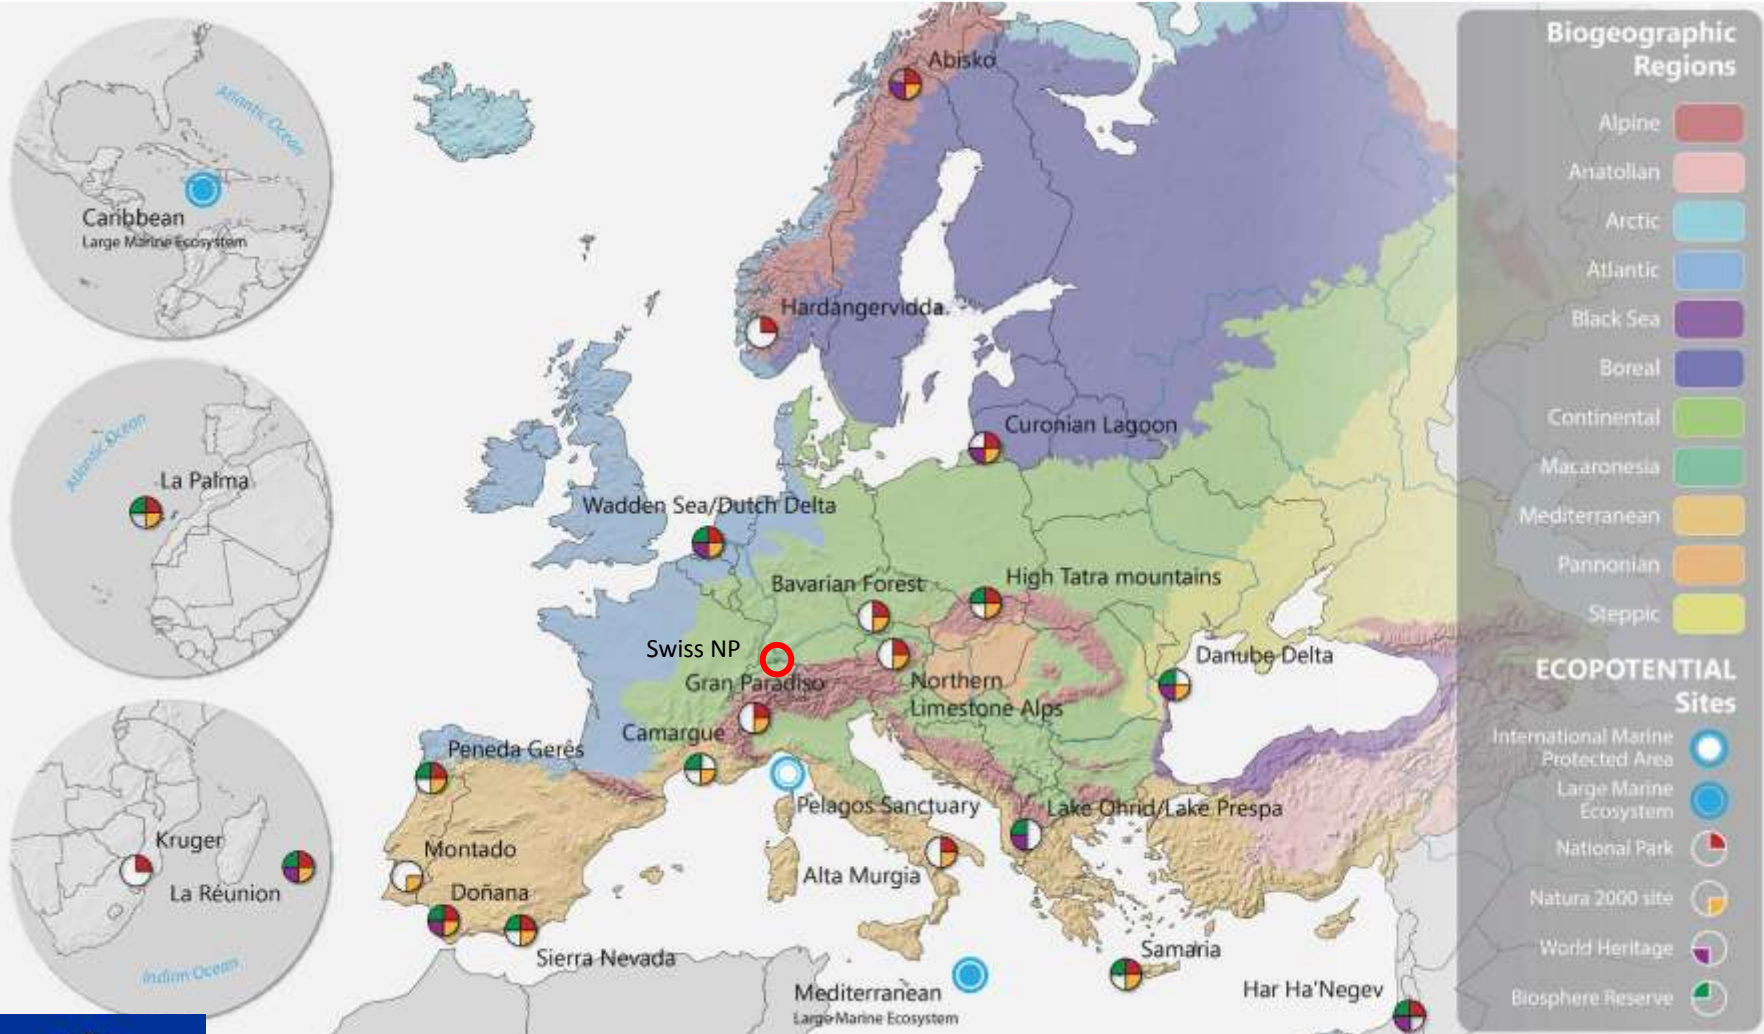 Atlantic Ocean
Caribbean
Large Marine Ecosystem
Atlantic Ocean
La Palma
Kruger
La Réunion
Indian Ocean
Abisko
Hardangervidda
Curonian Lagoon
Wadden Sea/Dutch Delta
Bavarian Forest
High Tatra mountains
Swiss NP
Gran Paradiso
Northern
Limestone Alps
Danube Delta
Camargue
Peneda Gerês
Pelagos Sanctuary
Lake Ohrid/Lake Prespa
Montado
Alta Murgia
Doñana
Sierra Nevada
Samaria
Mediterranean
Large Marine Ecosystem
Har Ha'Negev
Biogeographic
Regions
Alpine
Anatolian
Arctic
Atlantic
Black Sea
Boreal
Continental
Macaronesia
Mediterranean
Pannonian
Steppic
ECOPOTENTIAL
Sites
International Marine
Protected Area
Large Marine
Ecosystem
National Park
Natura 2000 site
World Heritage
Biosphere Reserve